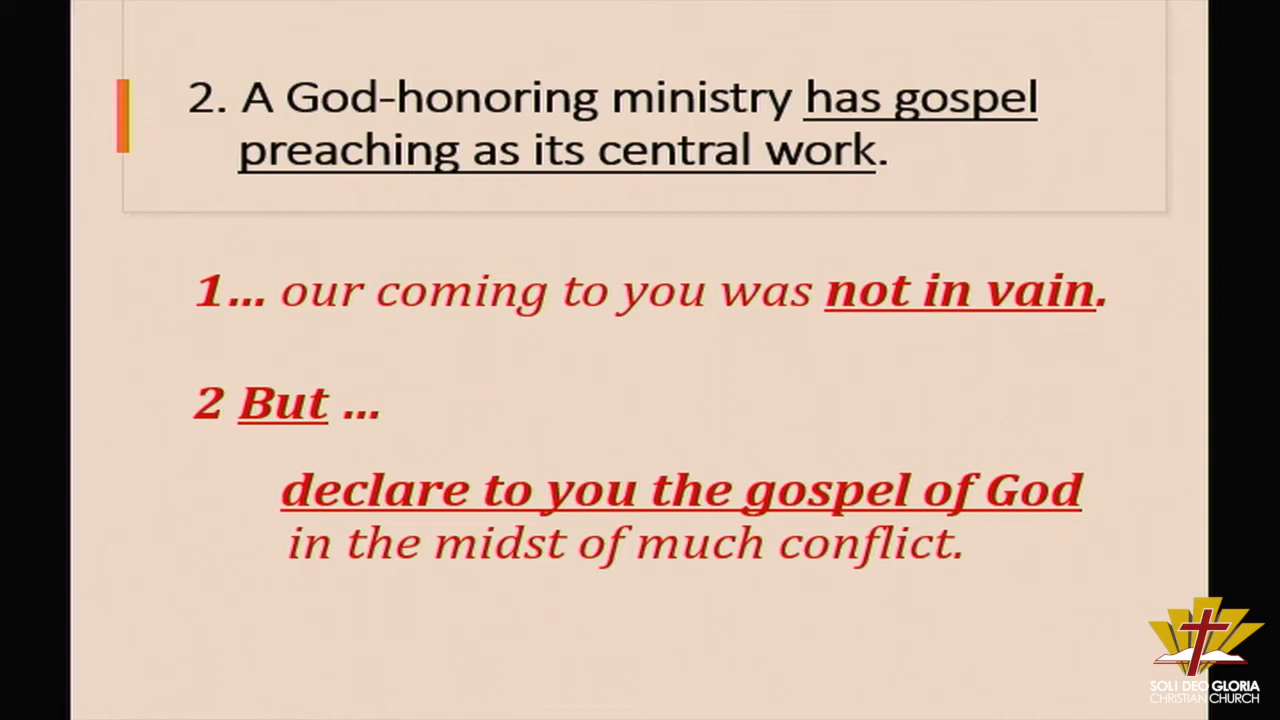 2. A God-honoring ministry has gospel
preaching as its central work.
1... our coming to you was not in vain.
2 But ...
declare to you the gospel of God
in the midst of much conflict.
SOLI DEO GLORIA
CHRISTIAN CHURCH